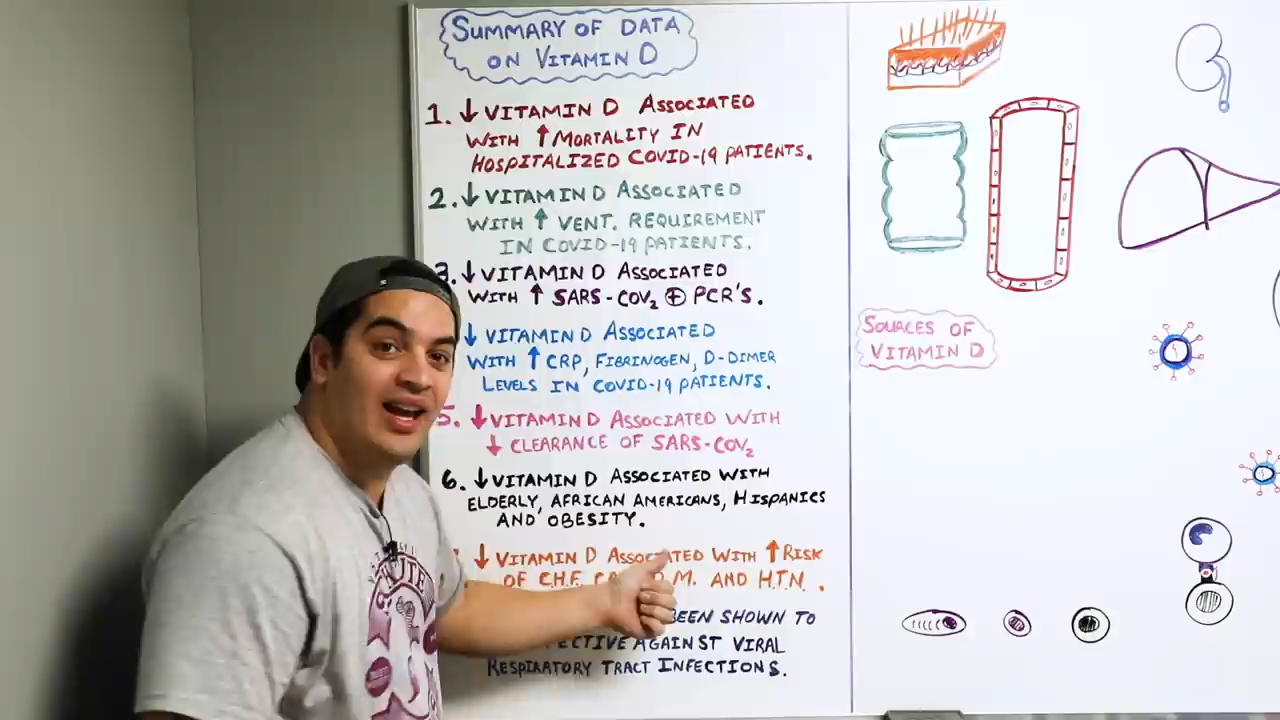 SUMMARY OF DATA
ON VITAMIN D
1. ↓ VITAMIN D ASSOCIATED
WITH ↑ MORTALITY IN
HOSPITALIZED COVID-19 PATIENTS.
2. ↓ VITAMIN D ASSOCIATED
WITH ↑ VENT. REQUIREMENT
IN COVID-19 PATIENTS.
3. ↓ VITAMIN D ASSOCIATED
WITH ↑ SARS-COV₂ ⊕ PCR'S.
↓ VITAMIN D ASSOCIATED
WITH ↑ CRP, FIBRINOGEN, D-DIMER
LEVELS IN COVID-19 PATIENTS.
5. ↓ VITAMIN D ASSOCIATED WITH
↓ CLEARANCE OF SARS-COV₂
6. ↓ VITAMIN D ASSOCIATED WITH
ELDERLY, AFRICAN AMERICANS, HISPANICS
AND OBESITY.
↓ VITAMIN D ASSOCIATED WITH ↑ RISK
OF C.H.F. M. AND H.T.N.
BEEN SHOWN TO
AGAINST VIRAL
RESPIRATORY TRACT INFECTIONS.
SOURCES OF
VITAMIN D